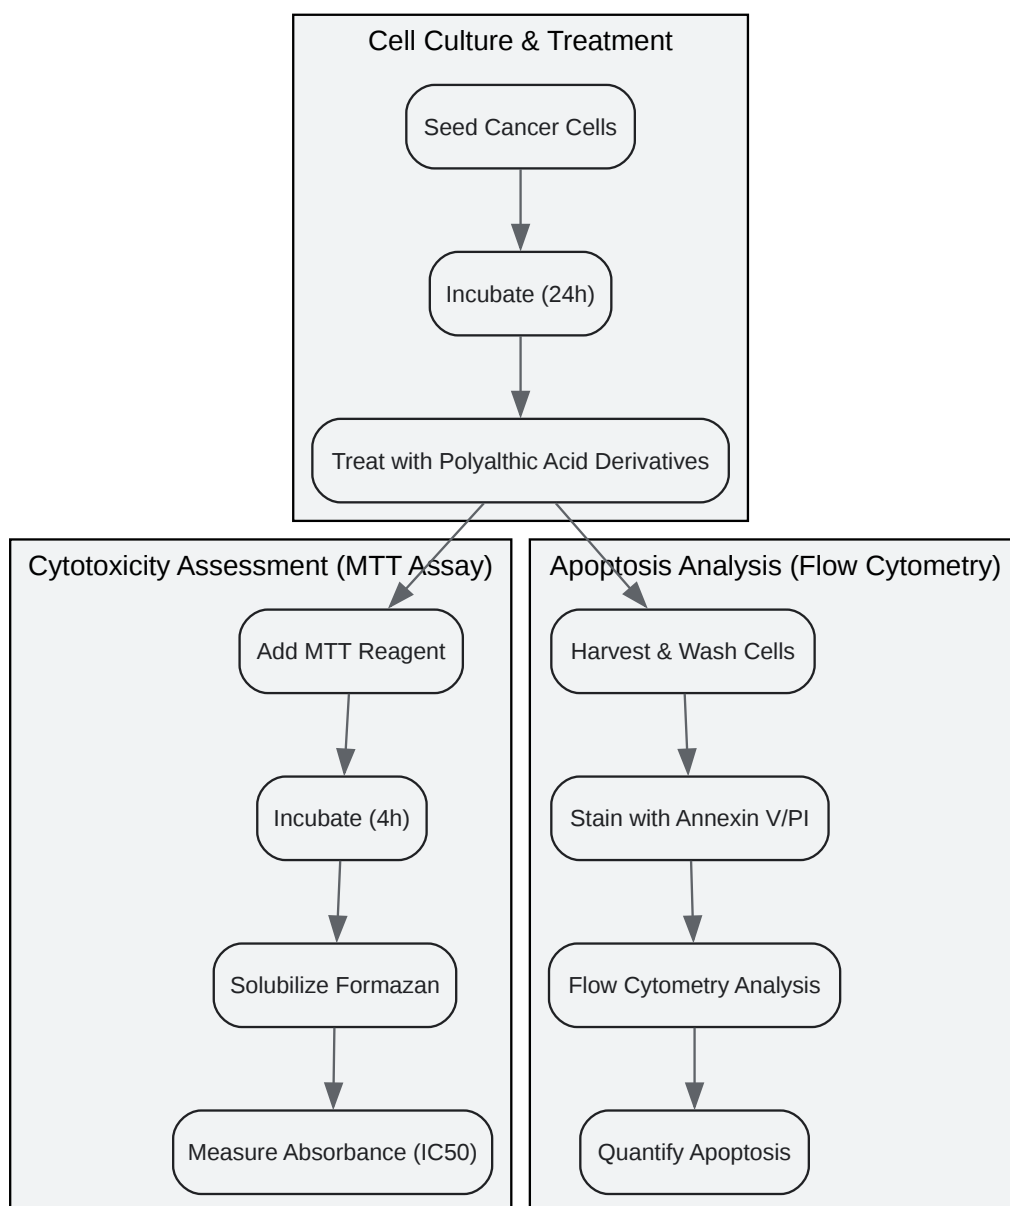 Cell Culture & Treatment
Seed Cancer Cells
Incubate (24h)
Treat with Polyalthic Acid Derivatives
Cytotoxicity Assessment (MTT Assay)
Add MTT Reagent
Incubate (4h)
Solubilize Formazan
Measure Absorbance (IC50)
Apoptosis Analysis (Flow Cytometry)
Harvest & Wash Cells
Stain with Annexin V/PI
Flow Cytometry Analysis
Quantify Apoptosis